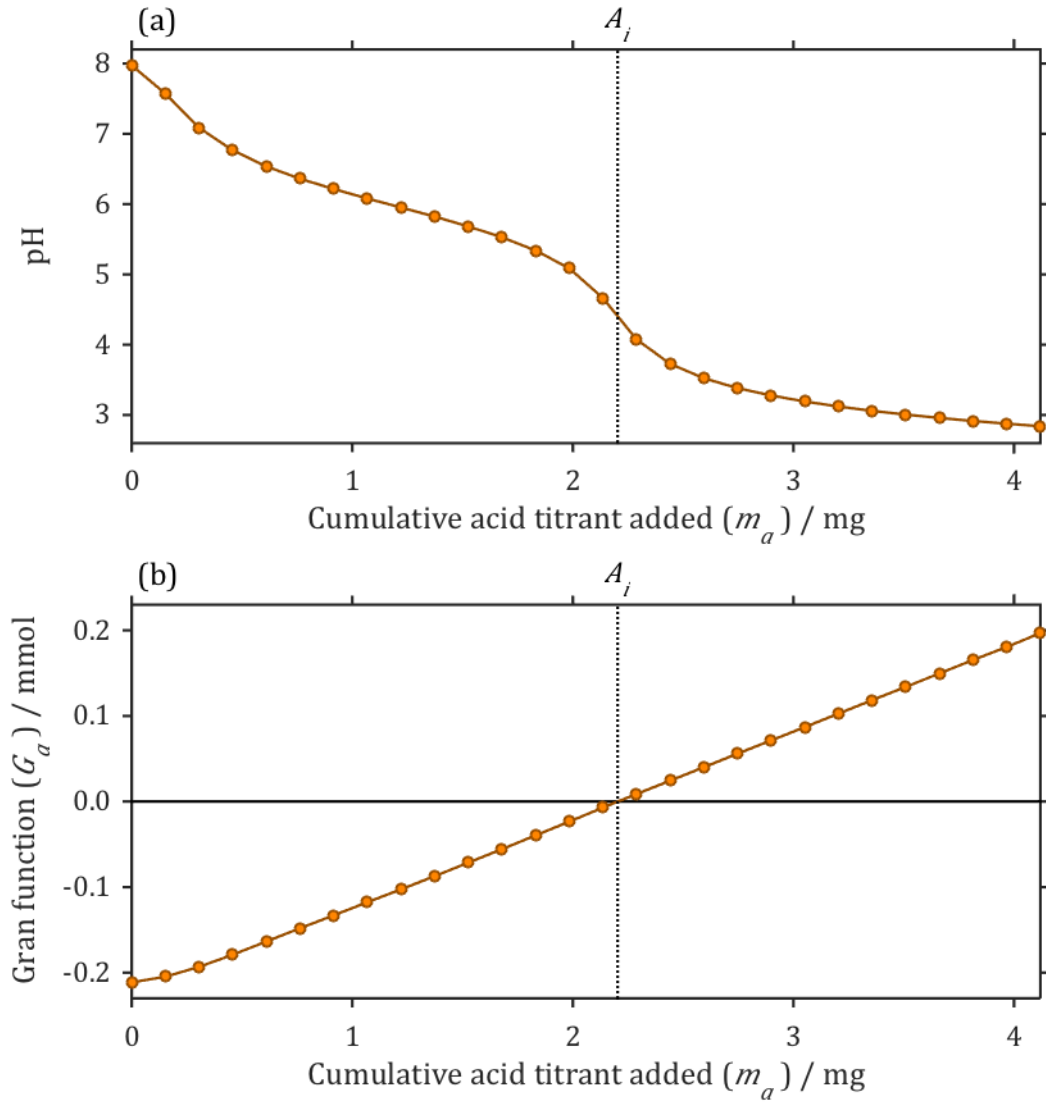 (a)
A_i
8
7
6
5
4
3
pH
0 1 2 3 4
Cumulative acid titrant added (m_a) / mg
(b)
A_i
0.2
0.1
0.0
-0.1
-0.2
Gran function (G_a) / mmol
0 1 2 3 4
Cumulative acid titrant added (m_a) / mg